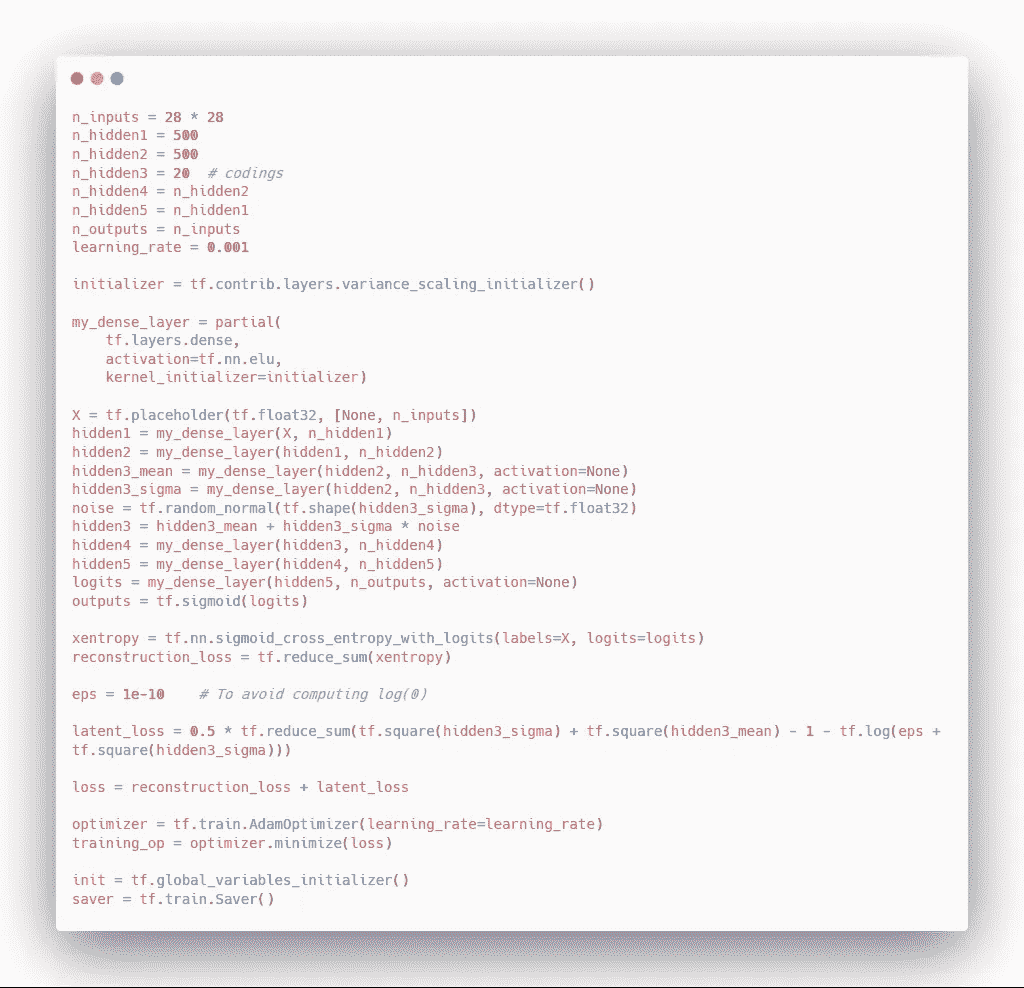 n_inputs = 28 * 28
n_hidden1 = 500
n_hidden2 = 500
n_hidden3 = 20  # codings
n_hidden4 = n_hidden2
n_hidden5 = n_hidden1
n_outputs = n_inputs
learning_rate = 0.001

initializer = tf.contrib.layers.variance_scaling_initializer()

my_dense_layer = partial(
    tf.layers.dense,
    activation=tf.nn.elu,
    kernel_initializer=initializer)

X = tf.placeholder(tf.float32, [None, n_inputs])
hidden1 = my_dense_layer(X, n_hidden1)
hidden2 = my_dense_layer(hidden1, n_hidden2)
hidden3_mean = my_dense_layer(hidden2, n_hidden3, activation=None)
hidden3_sigma = my_dense_layer(hidden2, n_hidden3, activation=None)
noise = tf.random_normal(tf.shape(hidden3_sigma), dtype=tf.float32)
hidden3 = hidden3_mean + hidden3_sigma * noise
hidden4 = my_dense_layer(hidden3, n_hidden4)
hidden5 = my_dense_layer(hidden4, n_hidden5)
logits = my_dense_layer(hidden5, n_outputs, activation=None)
outputs = tf.sigmoid(logits)

xentropy = tf.nn.sigmoid_cross_entropy_with_logits(labels=X, logits=logits)
reconstruction_loss = tf.reduce_sum(xentropy)

eps = 1e-10    # To avoid computing log(0)

latent_loss = 0.5 * tf.reduce_sum(tf.square(hidden3_sigma) + tf.square(hidden3_mean) - 1 - tf.log(eps +
tf.square(hidden3_sigma)))

loss = reconstruction_loss + latent_loss

optimizer = tf.train.AdamOptimizer(learning_rate=learning_rate)
training_op = optimizer.minimize(loss)

init = tf.global_variables_initializer()
saver = tf.train.Saver()